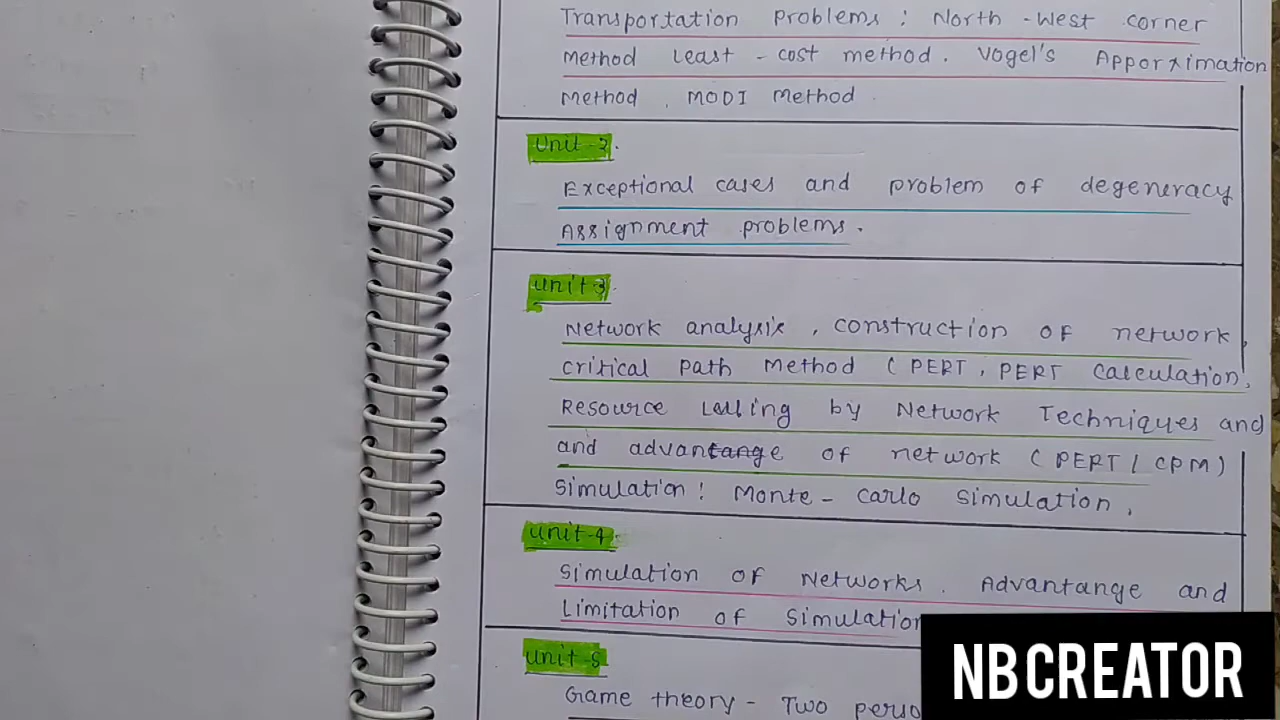 Transportation problems : North - West corner
Method Least - cost method. Vogel's Apporximation
Method, MODI Method.
Unit-2.
Exceptional cases and problem of degeneracy
Assignment problems.
Unit 3.
Network analysis, construction of network,
critical path Method (PERT, PERT calculation,
Resource by Network Techniques and
and advantange of network (PERT / CPM)
Simulation: Monte - Carlo Simulation,
Unit-4.
Simulation of Networks. Advantange and
Limitation of Simulation
Unit-5
Game theory - Two perso
NB CREATOR